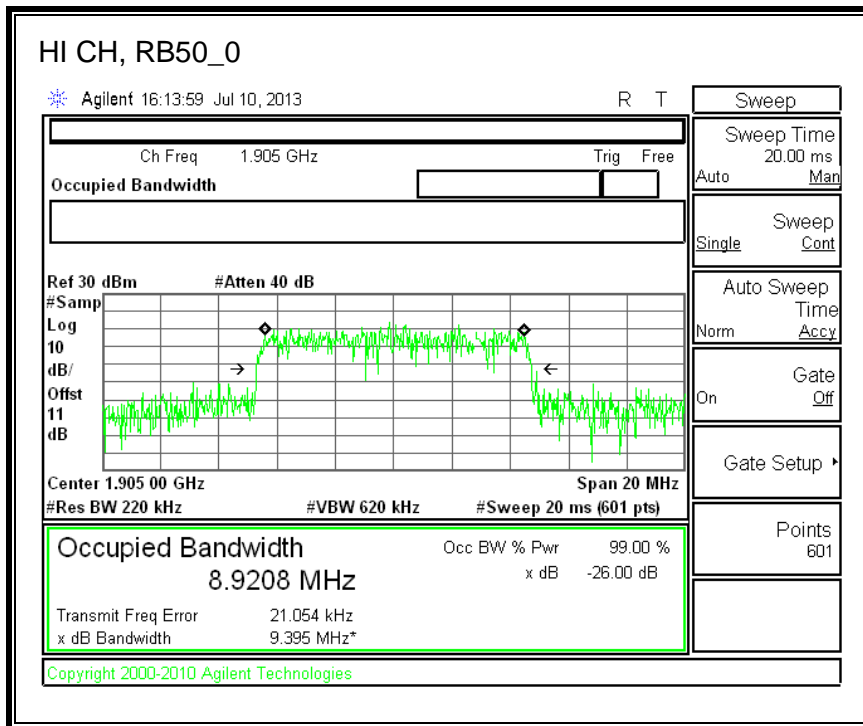 HI CH, RB50_0
Agilent 16:13:59 Jul 10, 2013 R T
Ch Freq 1.905 GHz Trig Free
Occupied Bandwidth
Ref 30 dBm #Atten 40 dB
#Samp
Log
10
dB/
Offst
11
dB
Center 1.905 00 GHz Span 20 MHz
#Res BW 220 kHz #VBW 620 kHz #Sweep 20 ms (601 pts)
Occupied Bandwidth Occ BW % Pwr 99.00 %
8.9208 MHz x dB -26.00 dB
Transmit Freq Error 21.054 kHz
x dB Bandwidth 9.395 MHz*
Copyright 2000-2010 Agilent Technologies
Sweep
Sweep Time
20.00 ms
Auto Man
Sweep
Single Cont
Auto Sweep
Time
Norm Accy
Gate
On Off
Gate Setup
Points
601